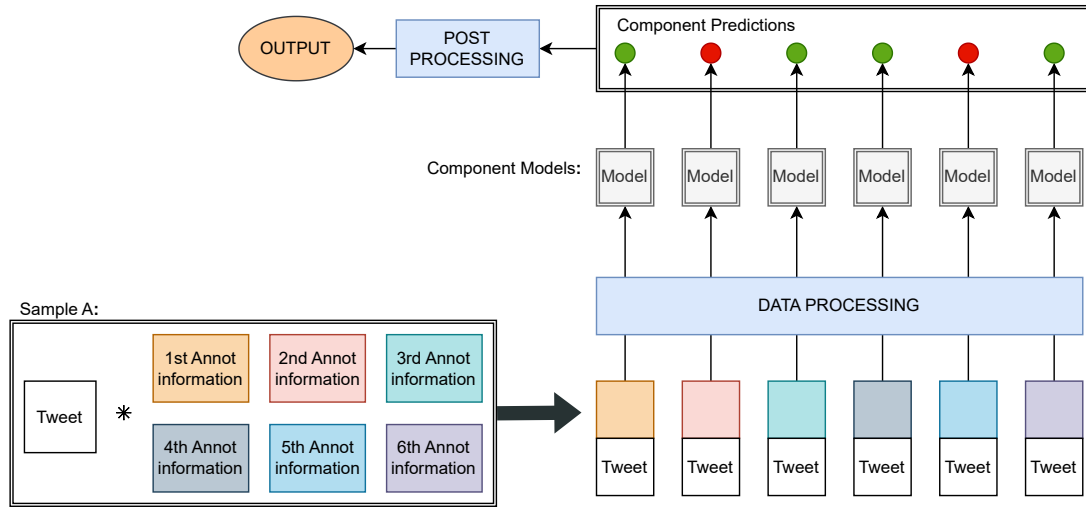 Component Predictions
OUTPUT
POST
PROCESSING
Component Models:
Model
Model
Model
Model
Model
Model
DATA PROCESSING
Sample A:
Tweet
*
1st Annot
information
2nd Annot
information
3rd Annot
information
4th Annot
information
5th Annot
information
6th Annot
information
Tweet
Tweet
Tweet
Tweet
Tweet
Tweet